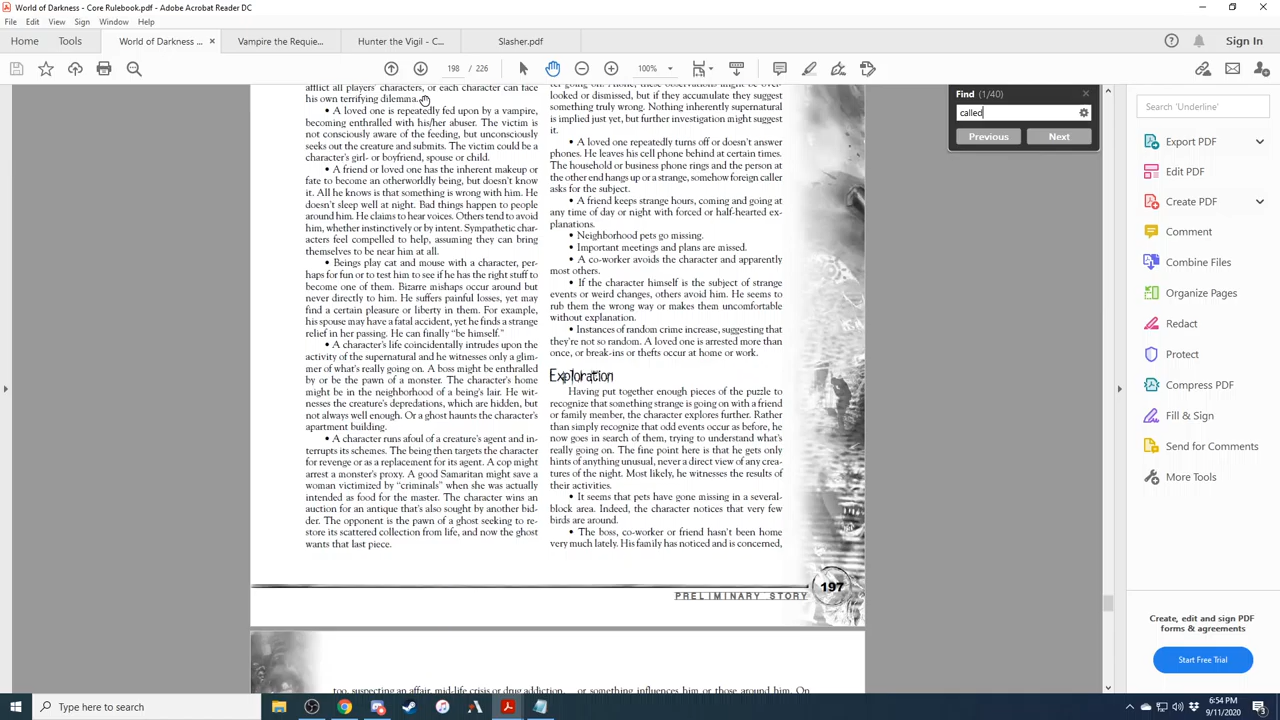 World of Darkness - Core Rulebook.pdf - Adobe Acrobat Reader DC
File Edit View Sign Window Help
Home Tools World of Darkness ... × Vampire the Requie... Hunter the Vigil - C... Slasher.pdf Sign In
198 / 226 100%
Find (1/40)
called
Previous Next
afflict all players' characters, or each character can face
his own terrifying dilemma.
• A loved one is repeatedly fed upon by a vampire,
becoming enthralled with his/her abuser. The victim is
not consciously aware of the feeding, but unconsciously
seeks out the creature and submits. The victim could be a
character's girl- or boyfriend, spouse or child.
• A friend or loved one has the inherent makeup or
fate to become an otherworldly being, but doesn't know
it. All he knows is that something is wrong with him. He
doesn't sleep well at night. Bad things happen to people
around him. He claims to hear voices. Others tend to avoid
him, whether instinctively or by intent. Sympathetic char-
acters feel compelled to help, assuming they can bring
themselves to be near him at all.
• Beings play cat and mouse with a character, per-
haps for fun or to test him to see if he has the right stuff to
become one of them. Bizarre mishaps occur around but
never directly to him. He suffers painful losses, yet may
find a certain pleasure or liberty in them. For example,
his spouse may have a fatal accident, yet he finds a strange
relief in her passing. He can finally "be himself."
• A character's life coincidentally intrudes upon the
activity of the supernatural and he witnesses only a glim-
mer of what's really going on. A boss might be enthralled
by or be the pawn of a monster. The character's home
might be in the neighborhood of a being's lair. He wit-
nesses the creature's depredations, which are hidden, but
not always well enough. Or a ghost haunts the character's
apartment building.
• A character runs afoul of a creature's agent and in-
terrupts its schemes. The being then targets the character
for revenge or as a replacement for its agent. A cop might
arrest a monster's proxy. A good Samaritan might save a
woman victimized by "criminals" when she was actually
intended as food for the master. The character wins an
auction for an antique that's also sought by another bid-
der. The opponent is the pawn of a ghost seeking to re-
store its scattered collection from life, and now the ghost
wants that last piece.
looked or dismissed, but if they accumulate they suggest
something truly wrong. Nothing inherently supernatural
is implied just yet, but further investigation might suggest
it.
• A loved one repeatedly turns off or doesn't answer
phones. He leaves his cell phone behind at certain times.
The household or business phone rings and the person at
the other end hangs up or a strange, somehow foreign caller
asks for the subject.
• A friend keeps strange hours, coming and going at
any time of day or night with forced or half-hearted ex-
planations.
• Neighborhood pets go missing.
• Important meetings and plans are missed.
• A co-worker avoids the character and apparently
most others.
• If the character himself is the subject of strange
events or weird changes, others avoid him. He seems to
rub them the wrong way or makes them uncomfortable
without explanation.
• Instances of random crime increase, suggesting that
they're not so random. A loved one is arrested more than
once, or break-ins or thefts occur at home or work.
Exploration
Having put together enough pieces of the puzzle to
recognize that something strange is going on with a friend
or family member, the character explores further. Rather
than simply recognize that odd events occur as before, he
now goes in search of them, trying to understand what's
really going on. The fine point here is that he gets only
hints of anything unusual, never a direct view of any crea-
tures of the night. Most likely, he witnesses the results of
their activities.
• It seems that pets have gone missing in a several-
block area. Indeed, the character notices that very few
birds are around.
• The boss, co-worker or friend hasn't been home
very much lately. His family has noticed and is concerned,
197
PRELIMINARY STORY
too, suspecting an affair, mid-life crisis or drug addiction.
or something influences him or those around him. On
Search 'Underline'
Export PDF
Edit PDF
Create PDF
Comment
Combine Files
Organize Pages
Redact
Protect
Compress PDF
Fill & Sign
Send for Comments
More Tools
Create, edit and sign PDF
forms & agreements
Start Free Trial
Type here to search
6:54 PM
9/11/2020
3